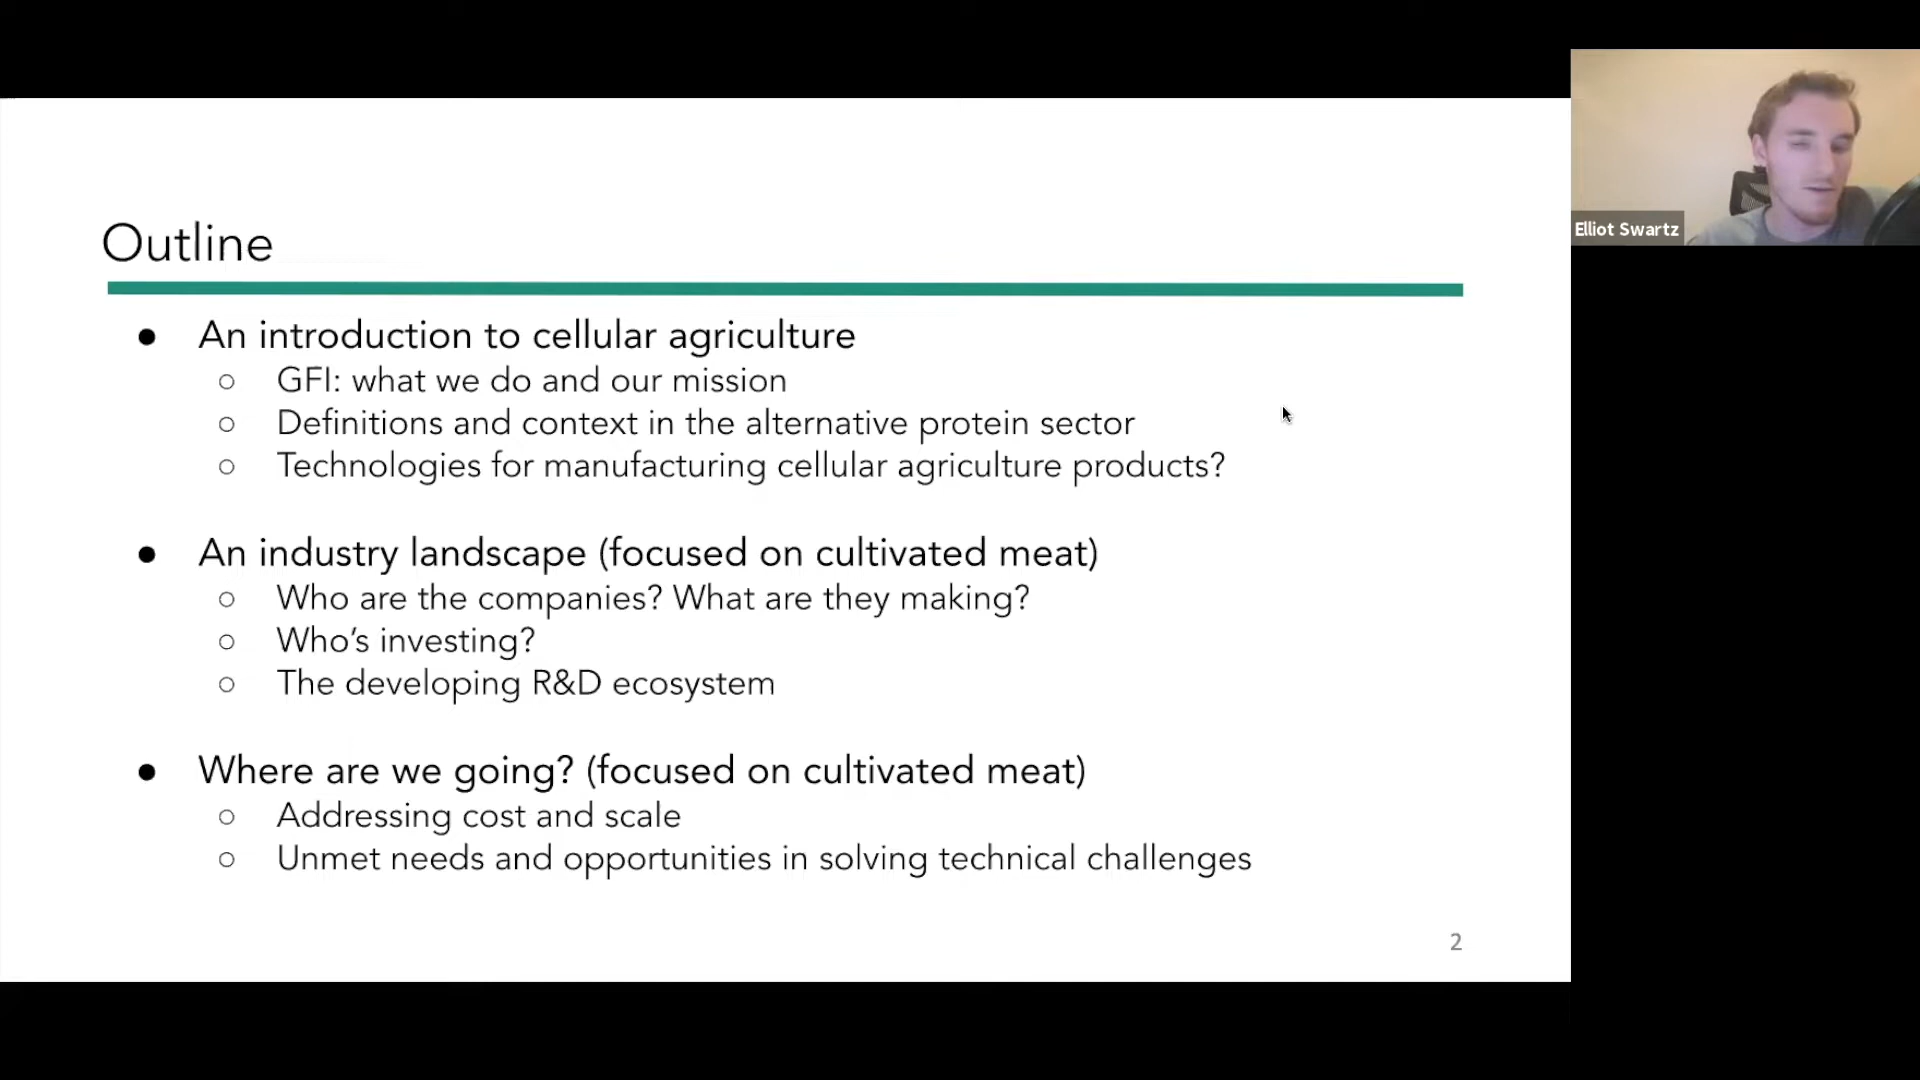 Outline
● An introduction to cellular agriculture
○ GFI: what we do and our mission
○ Definitions and context in the alternative protein sector
○ Technologies for manufacturing cellular agriculture products?
● An industry landscape (focused on cultivated meat)
○ Who are the companies? What are they making?
○ Who’s investing?
○ The developing R&D ecosystem
● Where are we going? (focused on cultivated meat)
○ Addressing cost and scale
○ Unmet needs and opportunities in solving technical challenges
2
Elliot Swartz